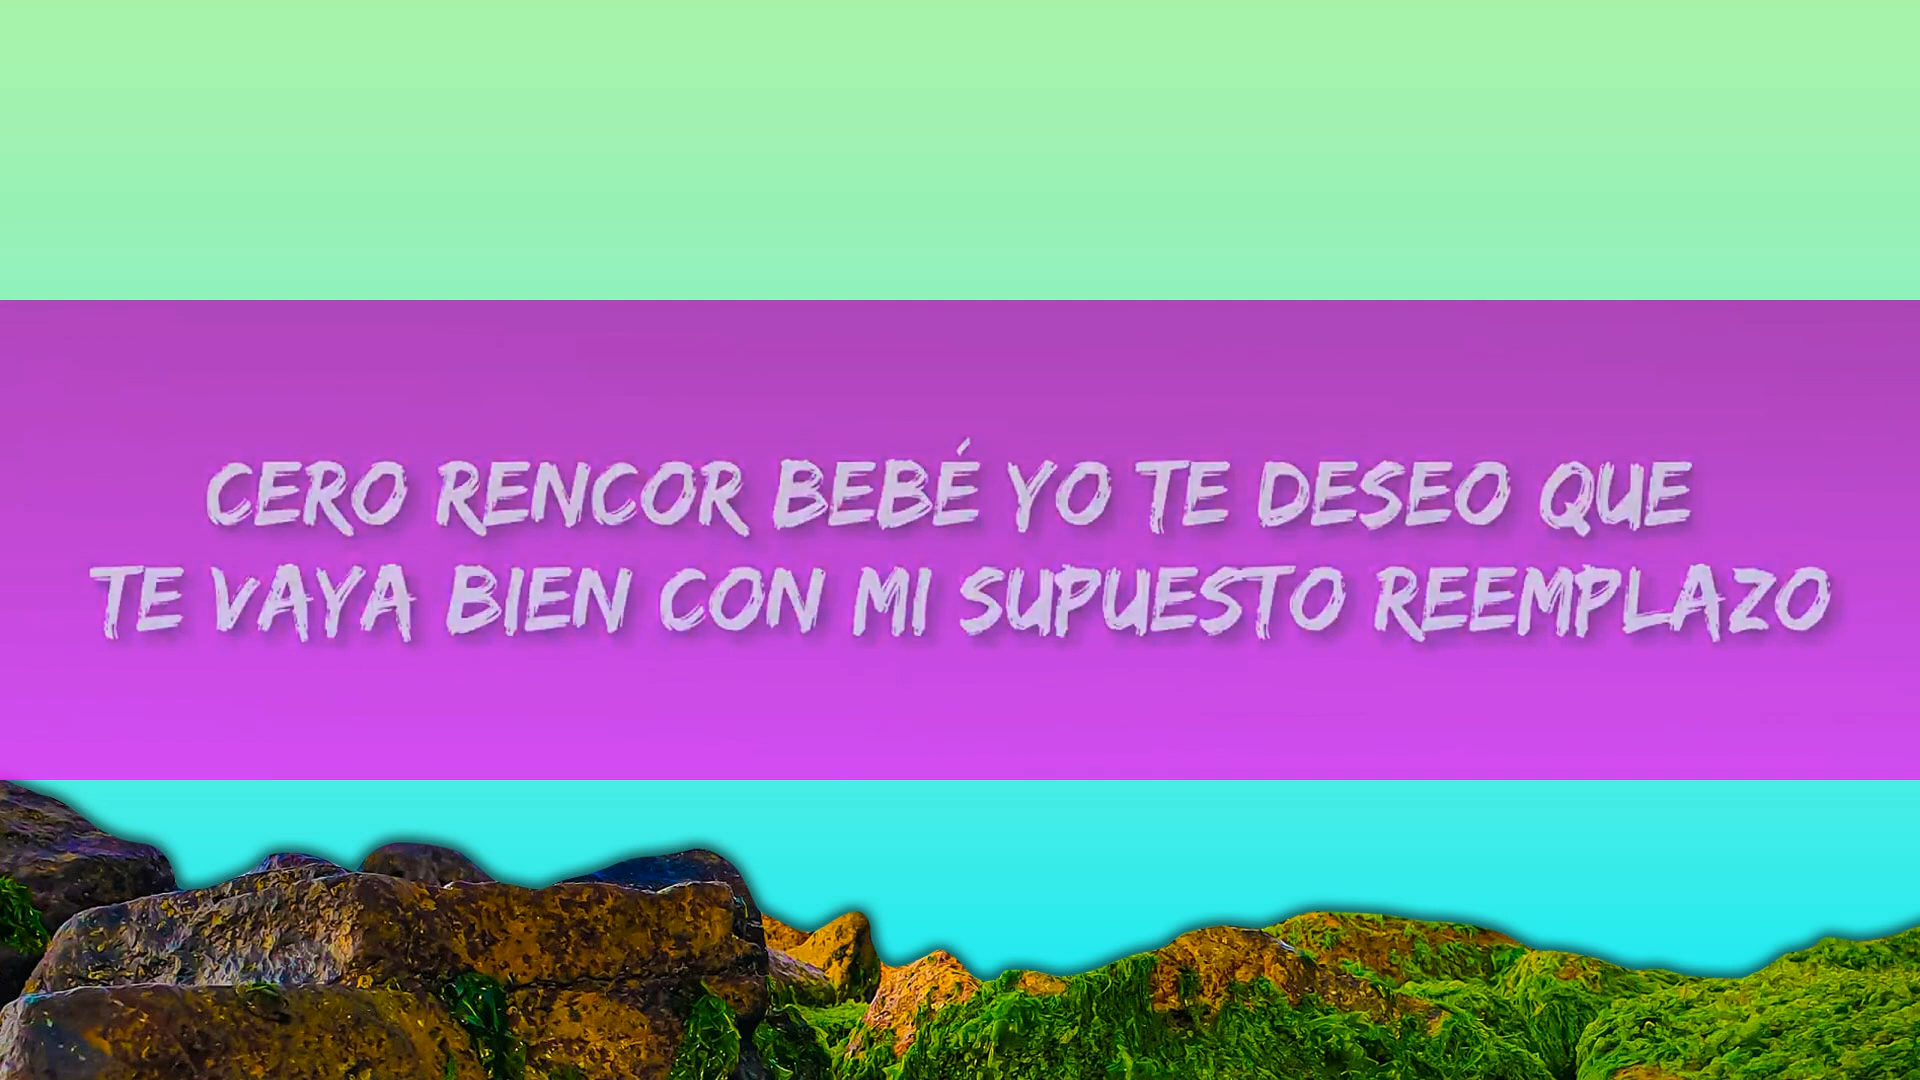 CERO RENCOR BEBÉ YO TE DESEO QUE
TE VAYA BIEN CON MI SUPUESTO REEMPLAZO